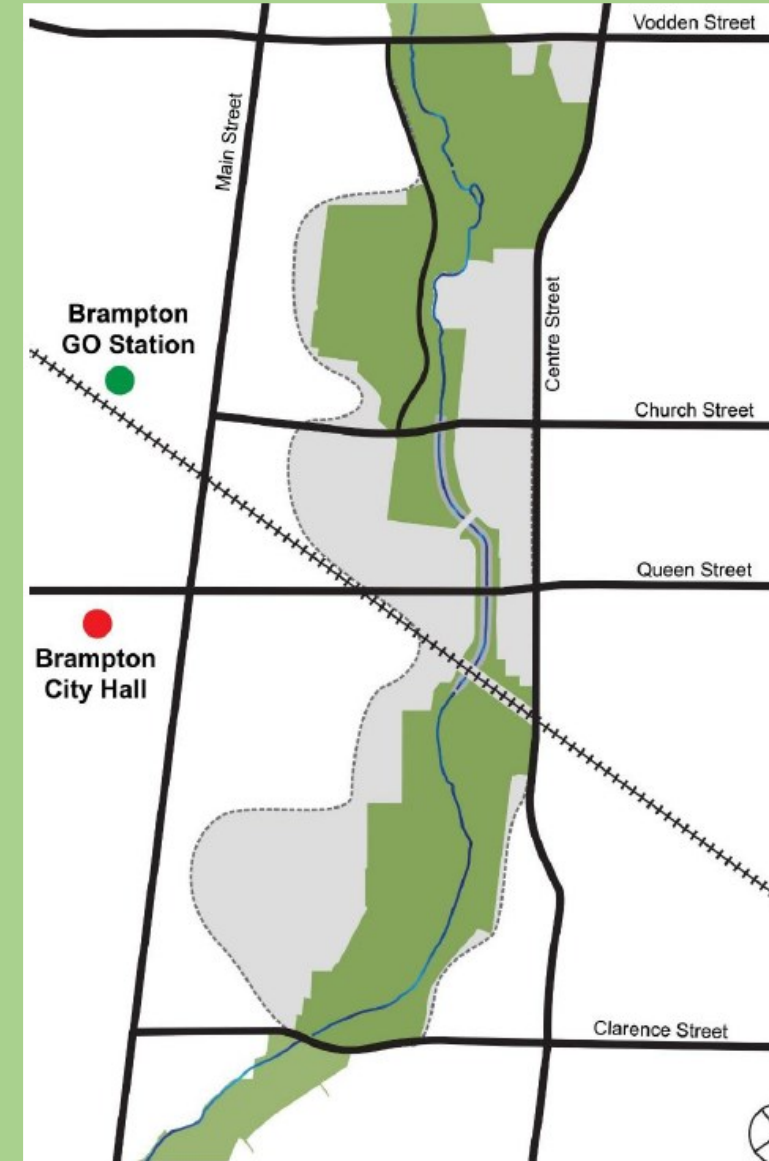 Vodden Street
Main Street
Brampton
GO Station
Centre Street
Church Street
Queen Street
Brampton
City Hall
Clarence Street